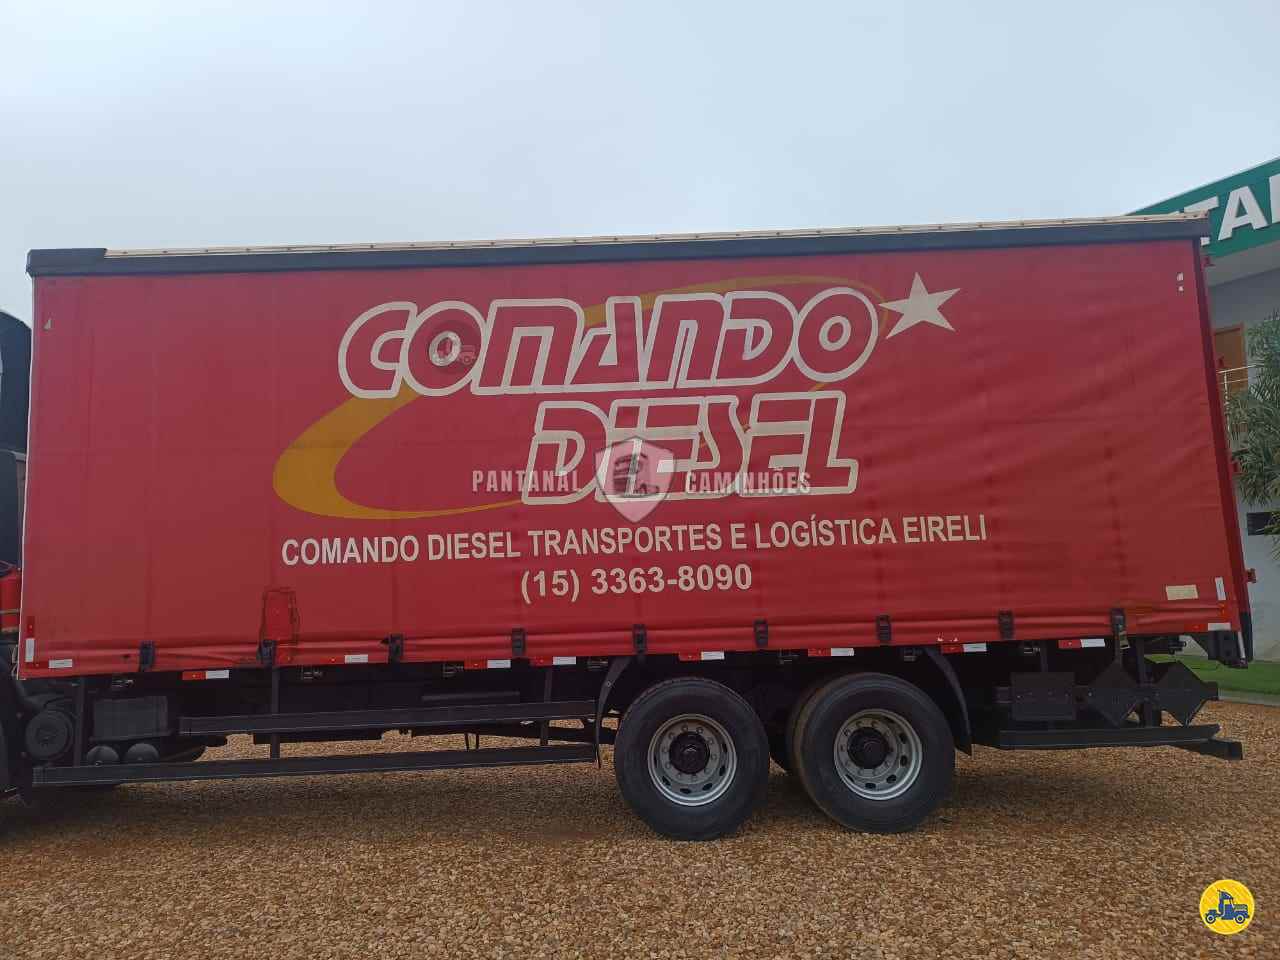 COMANDO
DIESEL
PANTANAL CAMINHÕES
COMANDO DIESEL TRANSPORTES E LOGÍSTICA EIRELI
(15) 3363-8090